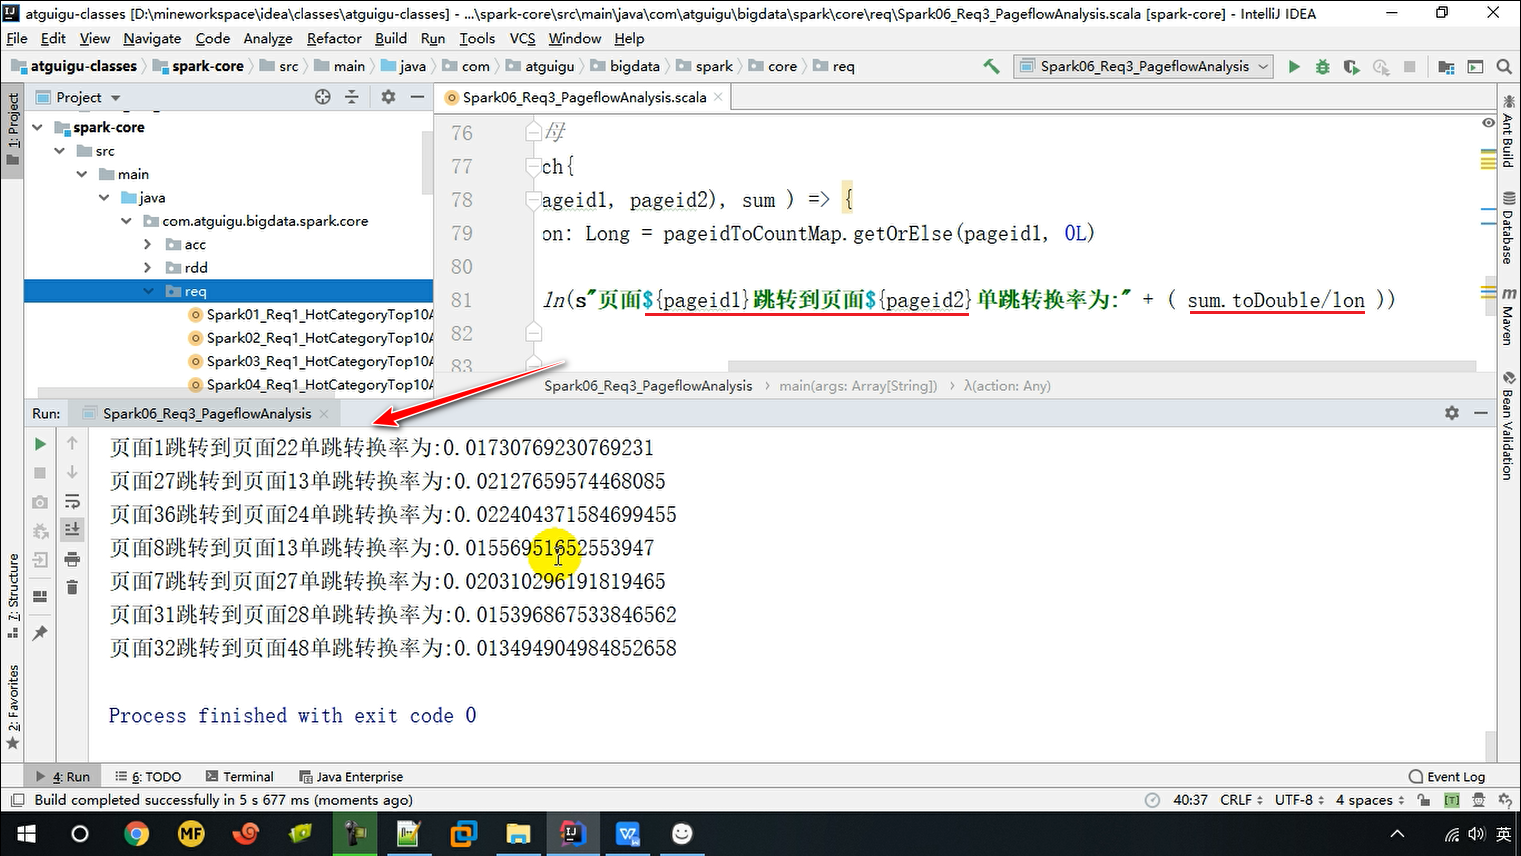 atguigu-classes [D:\mineworkspace\idea\classes\atguigu-classes] - ...\spark-core\src\main\java\com\atguigu\bigdata\spark\core\req\Spark06_Req3_PageflowAnalysis.scala [spark-core] - IntelliJ IDEA
File Edit View Navigate Code Analyze Refactor Build Run Tools VCS Window Help
atguigu-classes spark-core src main java com atguigu bigdata spark core req Spark06_Req3_PageflowAnalysis
1: Project
Project
Spark06_Req3_PageflowAnalysis.scala
spark-core
src
main
java
com.atguigu.bigdata.spark.core
acc
rdd
req
Spark01_Req1_HotCategoryTop10A
Spark02_Req1_HotCategoryTop10A
Spark03_Req1_HotCategoryTop10A
Spark04_Req1_HotCategoryTop10A
76 母
77 ch{
78 ageid1, pageid2), sum ) => {
79 on: Long = pageidToCountMap.getOrElse(pageid1, 0L)
80
81 ln(s"页面${pageid1}跳转到页面${pageid2}单跳转换率为:" + ( sum.toDouble/lon ))
82
83
Spark06_Req3_PageflowAnalysis main(args: Array[String]) λ(action: Any)
Ant Build
Database
m Maven
Bean Validation
Run: Spark06_Req3_PageflowAnalysis
页面1跳转到页面22单跳转换率为:0.01730769230769231
页面27跳转到页面13单跳转换率为:0.02127659574468085
页面36跳转到页面24单跳转换率为:0.022404371584699455
页面8跳转到页面13单跳转换率为:0.01556951652553947
页面7跳转到页面27单跳转换率为:0.020310296191819465
页面31跳转到页面28单跳转换率为:0.015396867533846562
页面32跳转到页面48单跳转换率为:0.013494904984852658
Process finished with exit code 0
7: Structure
2: Favorites
4: Run 6: TODO Terminal Java Enterprise Event Log
Build completed successfully in 5 s 677 ms (moments ago) 40:37 CRLF UTF-8 4 spaces [T]
MF
英